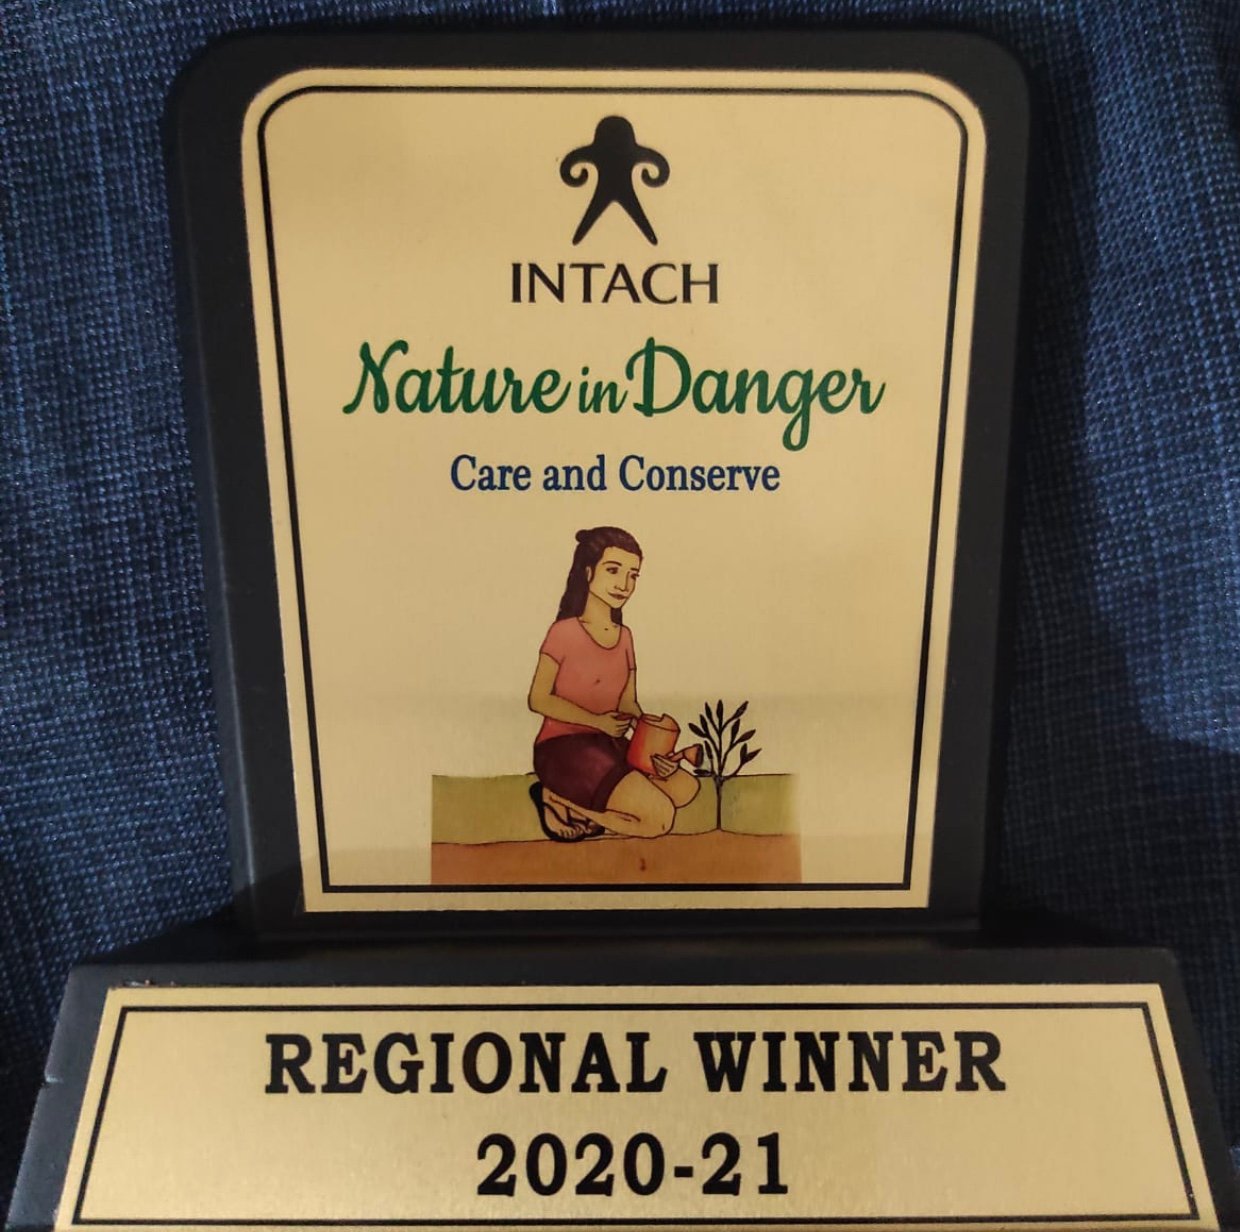 INTACH
Nature in Danger
Care and Conserve
REGIONAL WINNER
2020-21